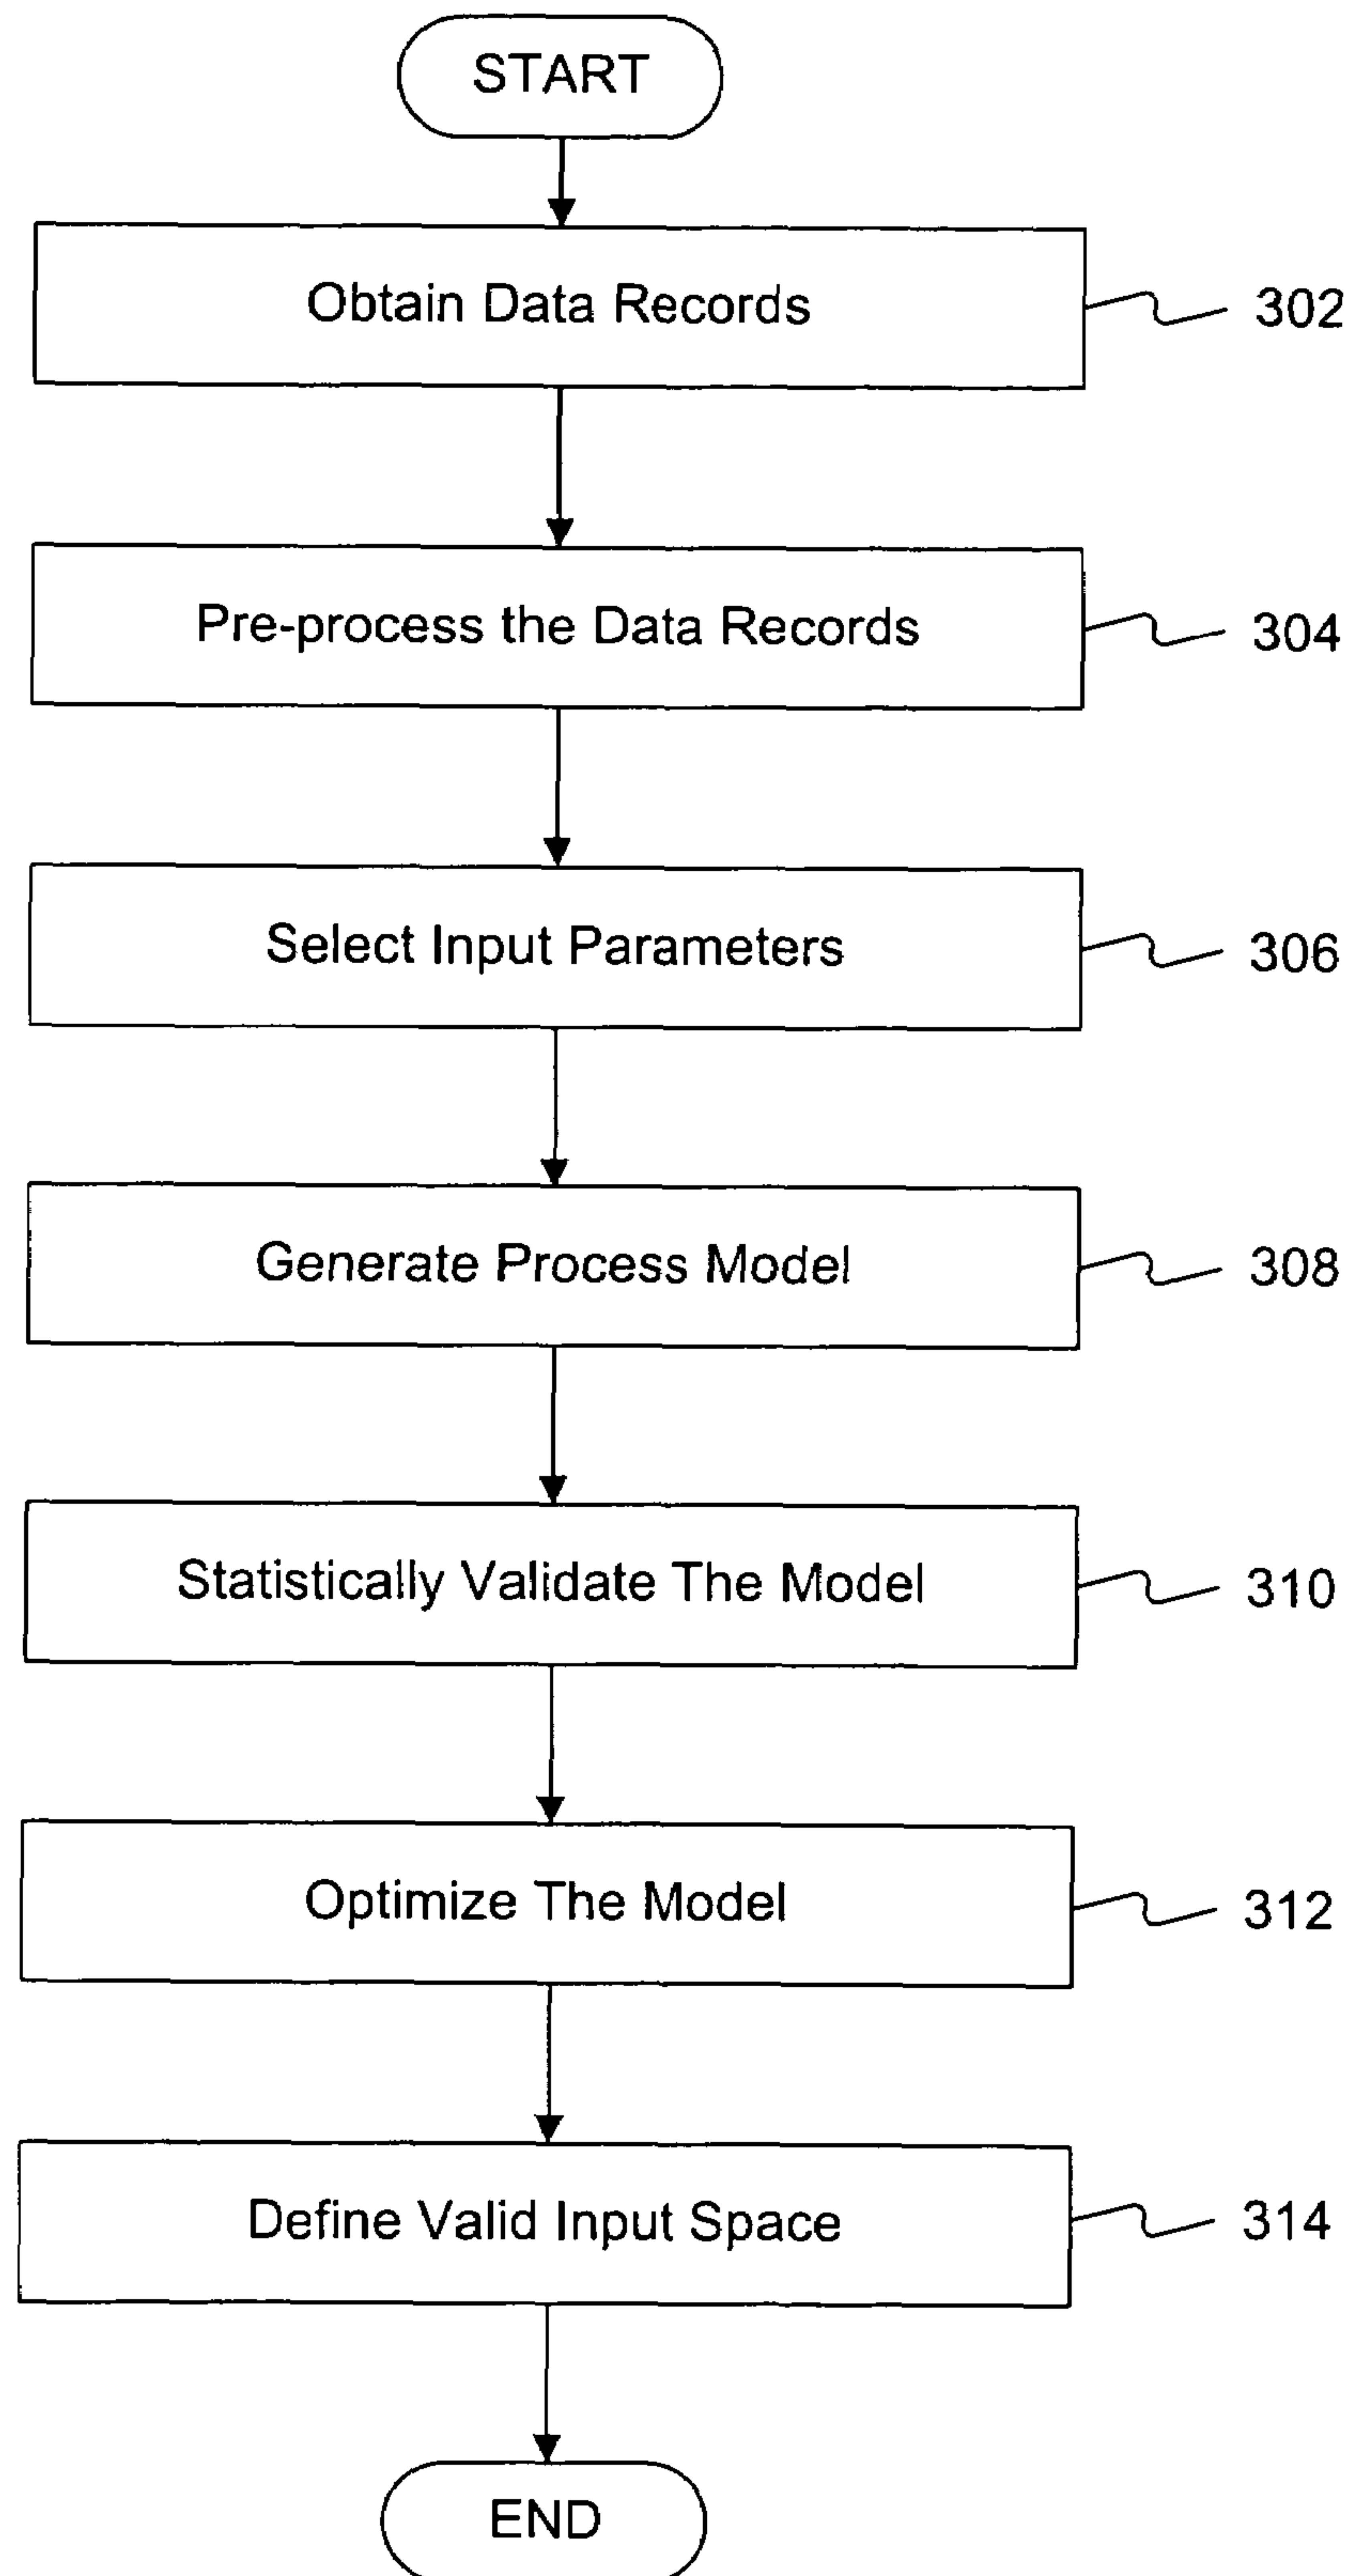 START
Obtain Data Records
302
Pre-process the Data Records
304
Select Input Parameters
306
Generate Process Model
308
Statistically Validate The Model
310
Optimize The Model
312
Define Valid Input Space
314
END